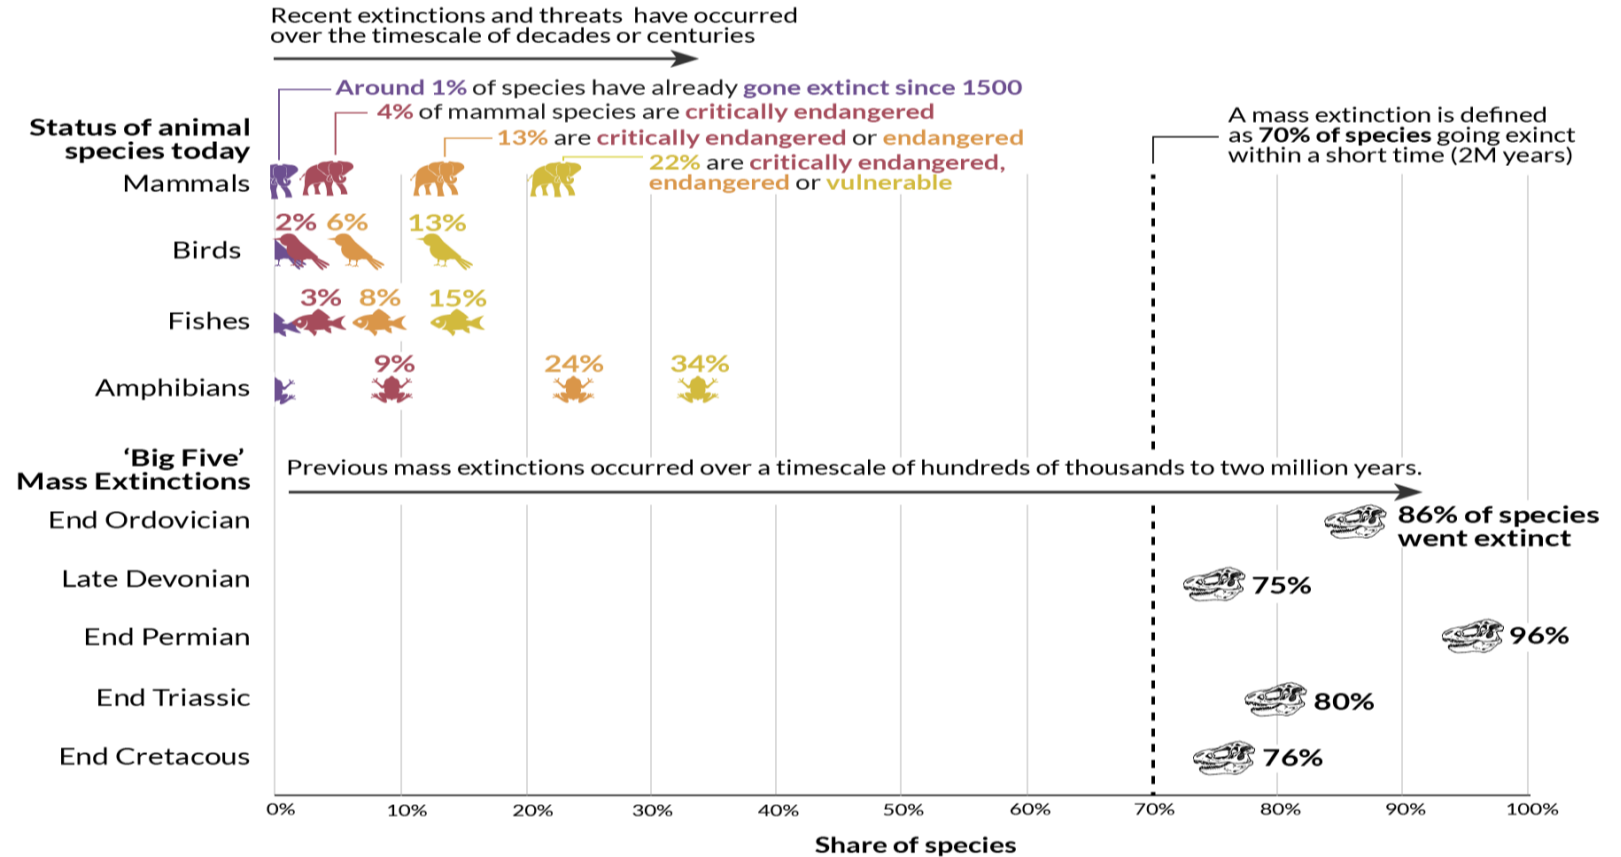 Recent extinctions and threats have occurred
over the timescale of decades or centuries
Around 1% of species have already gone extinct since 1500
4% of mammal species are critically endangered
13% are critically endangered or endangered
22% are critically endangered,
endangered or vulnerable
A mass extinction is defined
as 70% of species going exinct
within a short time (2M years)
Status of animal
species today
Mammals
Birds
2% 6% 13%
Fishes
3% 8% 15%
Amphibians
9% 24% 34%
‘Big Five’
Mass Extinctions
Previous mass extinctions occurred over a timescale of hundreds of thousands to two million years.
End Ordovician
86% of species
went extinct
Late Devonian
75%
End Permian
96%
End Triassic
80%
End Cretacous
76%
0% 10% 20% 30% 40% 50% 60% 70% 80% 90% 100%
Share of species